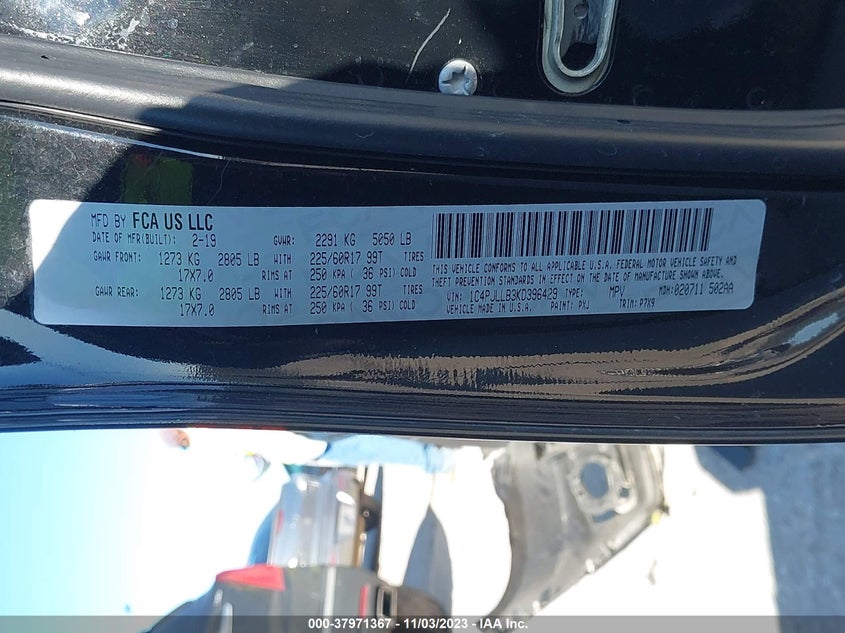 MFD BY FCA US LLC
DATE OF MFR(BUILT): 2-19 GVWR: 2291 KG 5050 LB
GAWR FRONT: 1273 KG 2805 LB WITH 225/60R17 99T TIRES
17X7.0 RIMS AT 250 KPA ( 36 PSI) COLD
GAWR REAR: 1273 KG 2805 LB WITH 225/60R17 99T TIRES
17X7.0 RIMS AT 250 KPA ( 36 PSI) COLD
THIS VEHICLE CONFORMS TO ALL APPLICABLE U.S.A. FEDERAL MOTOR VEHICLE SAFETY AND
THEFT PREVENTION STANDARDS IN EFFECT ON THE DATE OF MANUFACTURE SHOWN ABOVE.
VIN: 1C4PJLLB3KD396429 TYPE: MPV MDH:020711 502AA
VEHICLE MADE IN U.S.A. PAINT: PXJ TRIM: P7X9
000-37971367 - 11/03/2023 - IAA Inc.